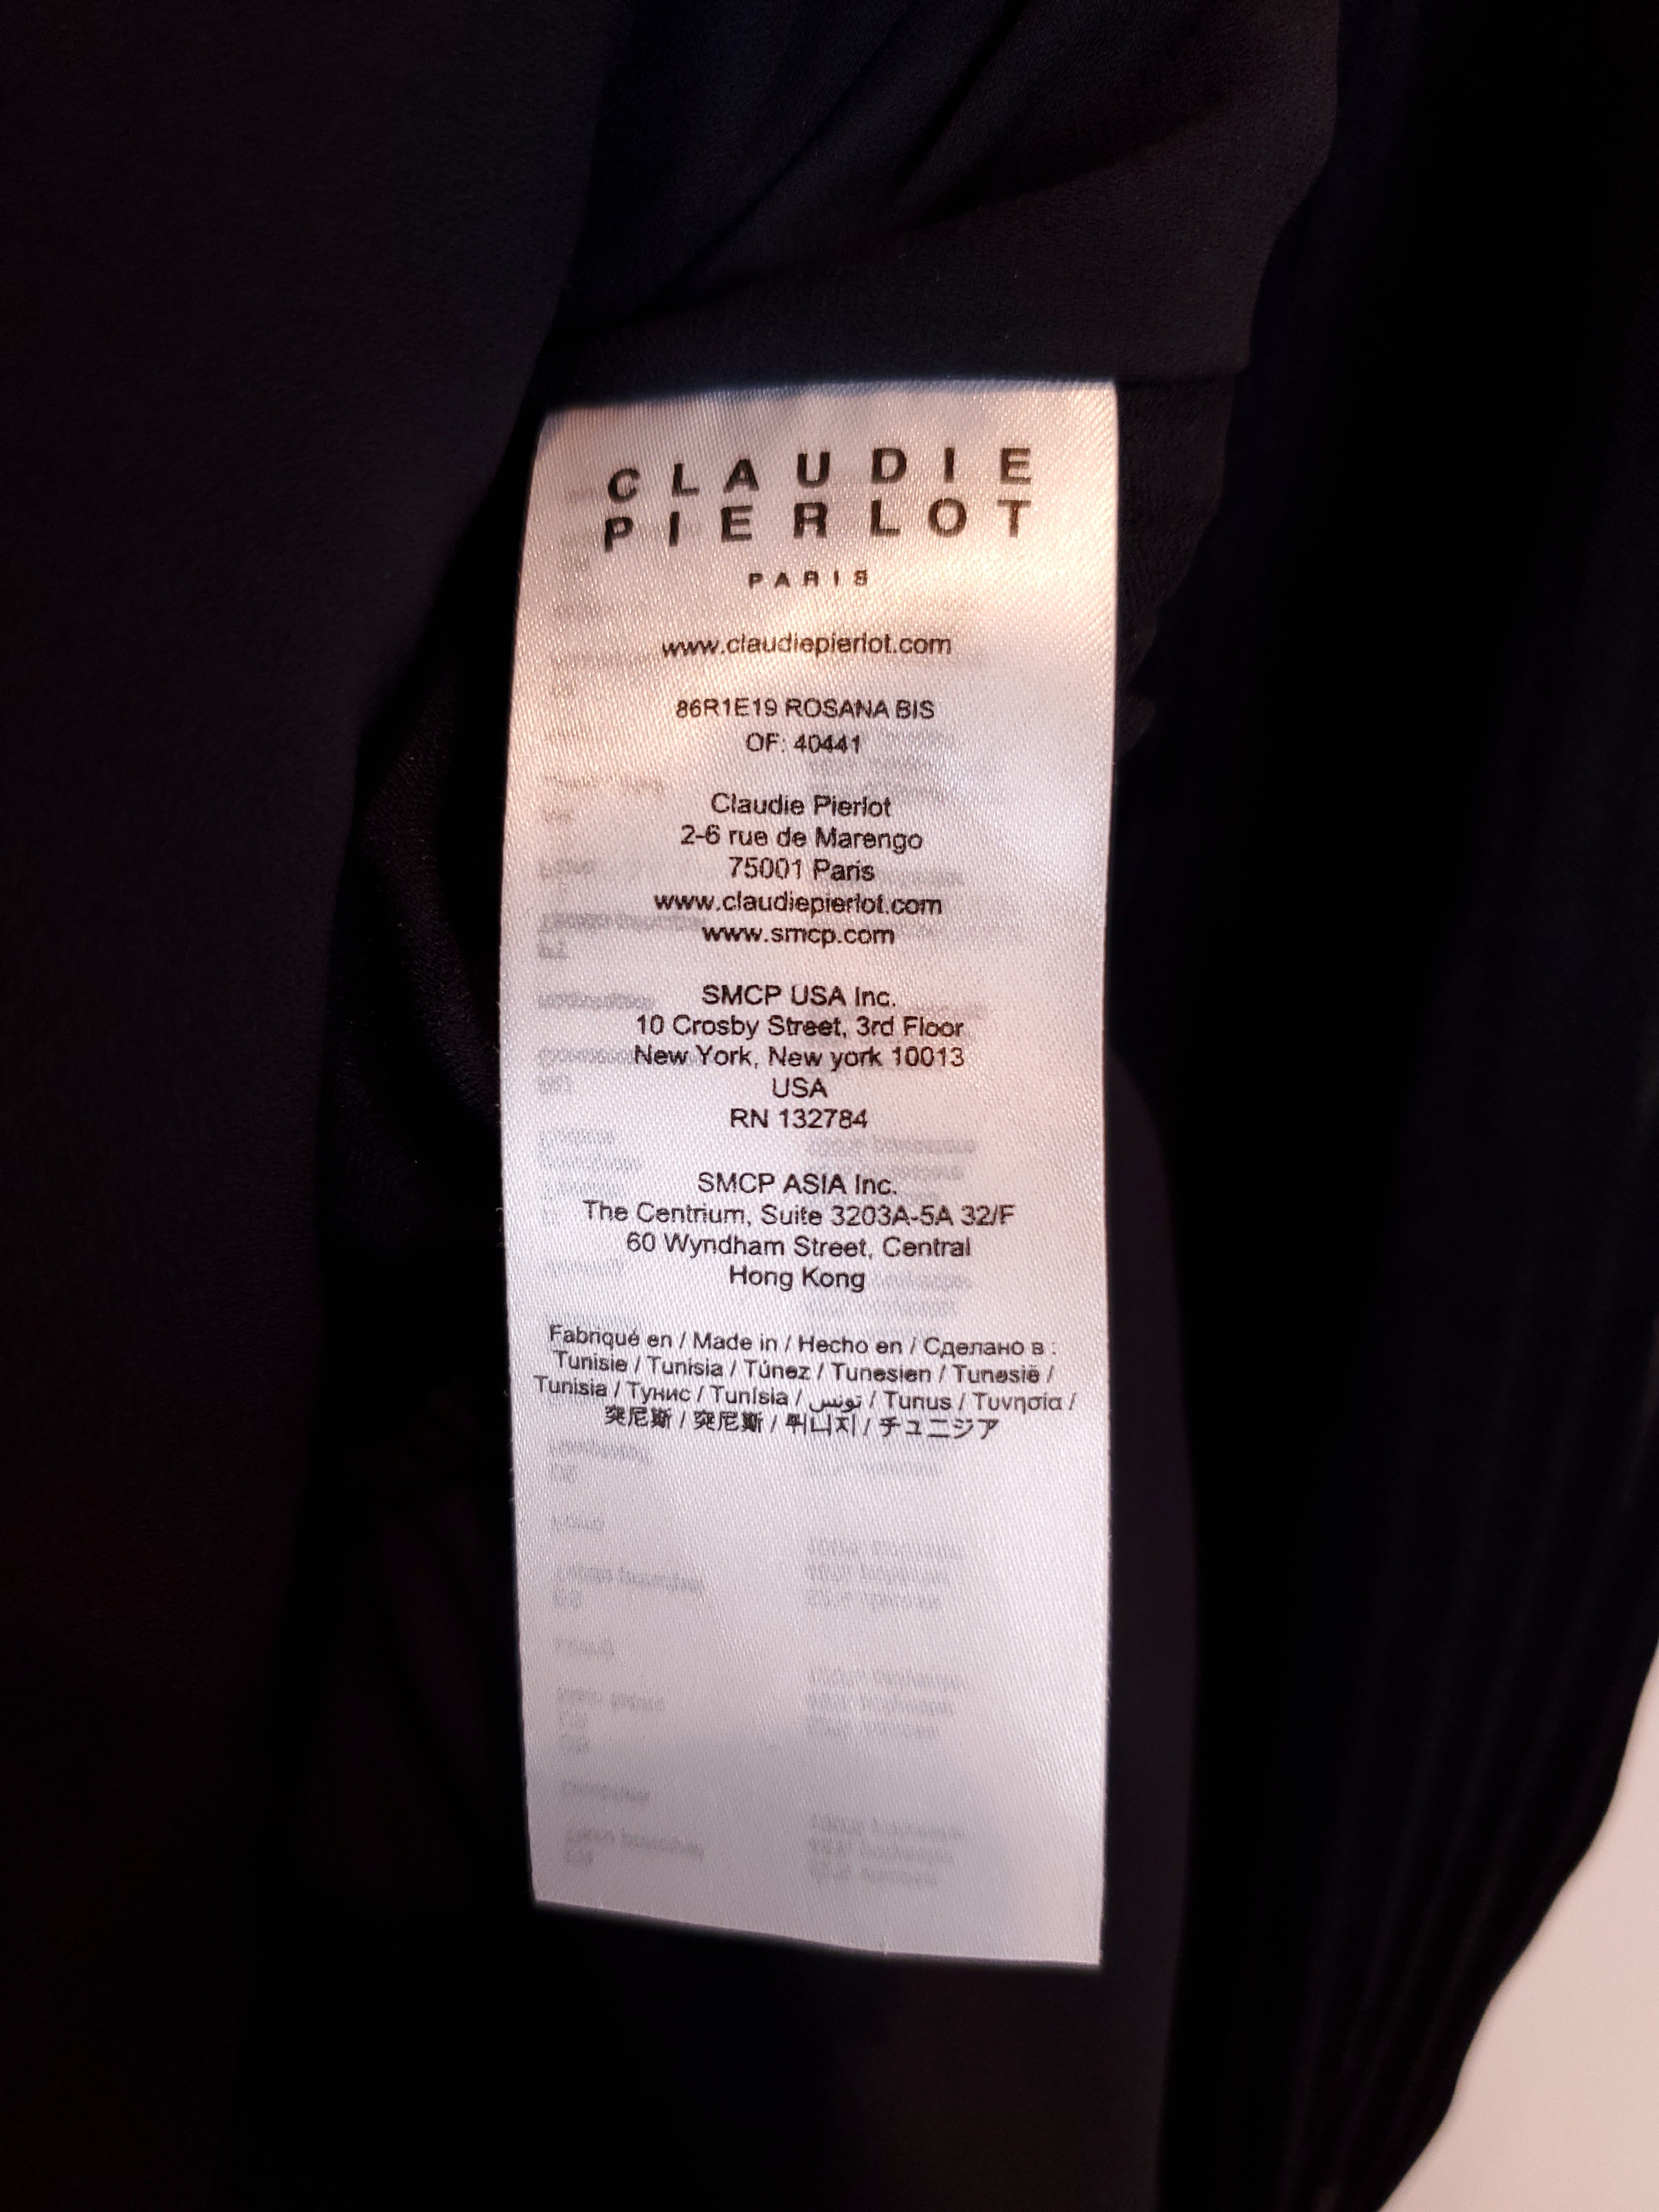 CLAUDIE
PIERLOT
PARIS
www.claudiepierlot.com
86R1E19 ROSANA BIS
OF: 40441
Claudie Pierlot
2-6 rue de Marengo
75001 Paris
www.claudiepierlot.com
www.smcp.com
SMCP USA Inc.
10 Crosby Street, 3rd Floor
New York, New york 10013
USA
RN 132784
SMCP ASIA Inc.
The Centrium, Suite 3203A-5A 32/F
60 Wyndham Street, Central
Hong Kong
Fabriqué en / Made in / Hecho en / Сделано в :
Tunisie / Tunisia / Túnez / Tunesien / Tunesië /
Tunisia / Тунис / Tunísia / تونس / Tunus / Τυνησία /
突尼斯 / 突尼斯 / 튀니지 / チュニジア